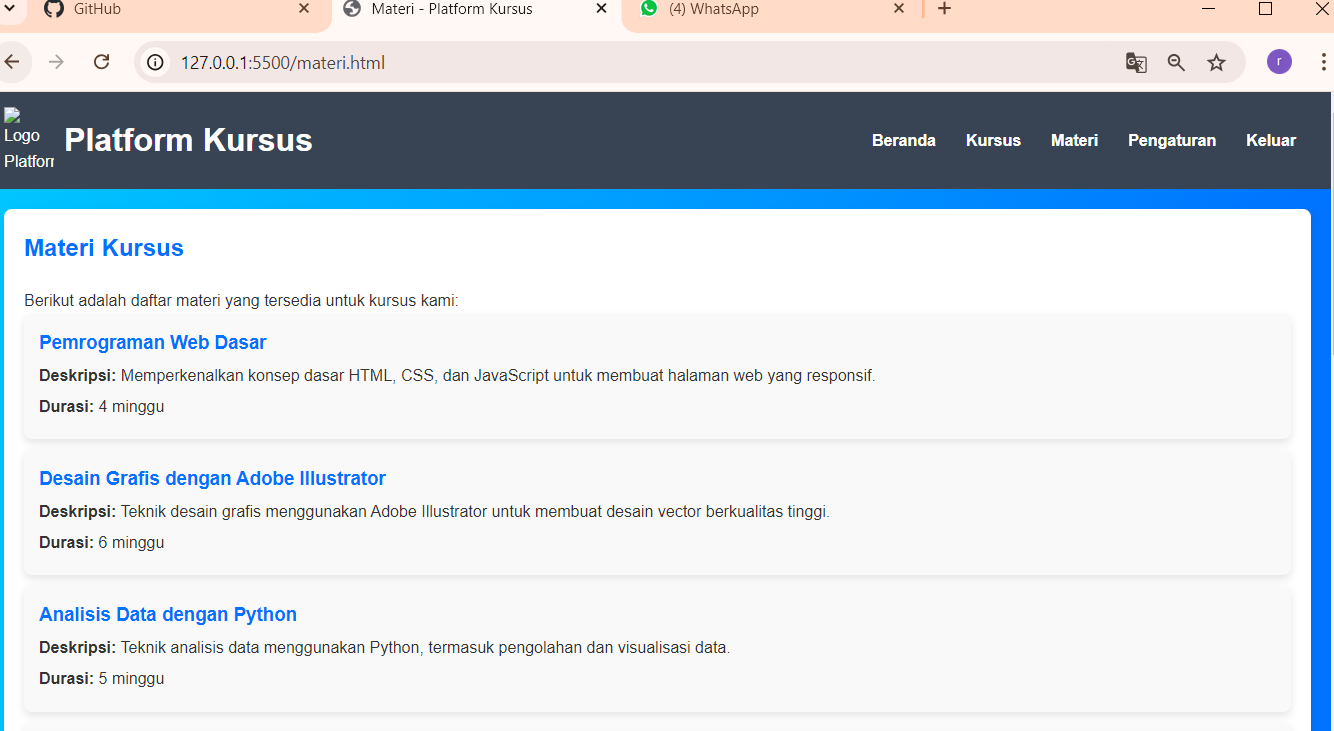 GitHub
Materi - Platform Kursus
(4) WhatsApp
127.0.0.1:5500/materi.html
r
Logo
Platforr
Platform Kursus
Beranda
Kursus
Materi
Pengaturan
Keluar
Materi Kursus
Berikut adalah daftar materi yang tersedia untuk kursus kami:
Pemrograman Web Dasar
Deskripsi: Memperkenalkan konsep dasar HTML, CSS, dan JavaScript untuk membuat halaman web yang responsif.
Durasi: 4 minggu
Desain Grafis dengan Adobe Illustrator
Deskripsi: Teknik desain grafis menggunakan Adobe Illustrator untuk membuat desain vector berkualitas tinggi.
Durasi: 6 minggu
Analisis Data dengan Python
Deskripsi: Teknik analisis data menggunakan Python, termasuk pengolahan dan visualisasi data.
Durasi: 5 minggu